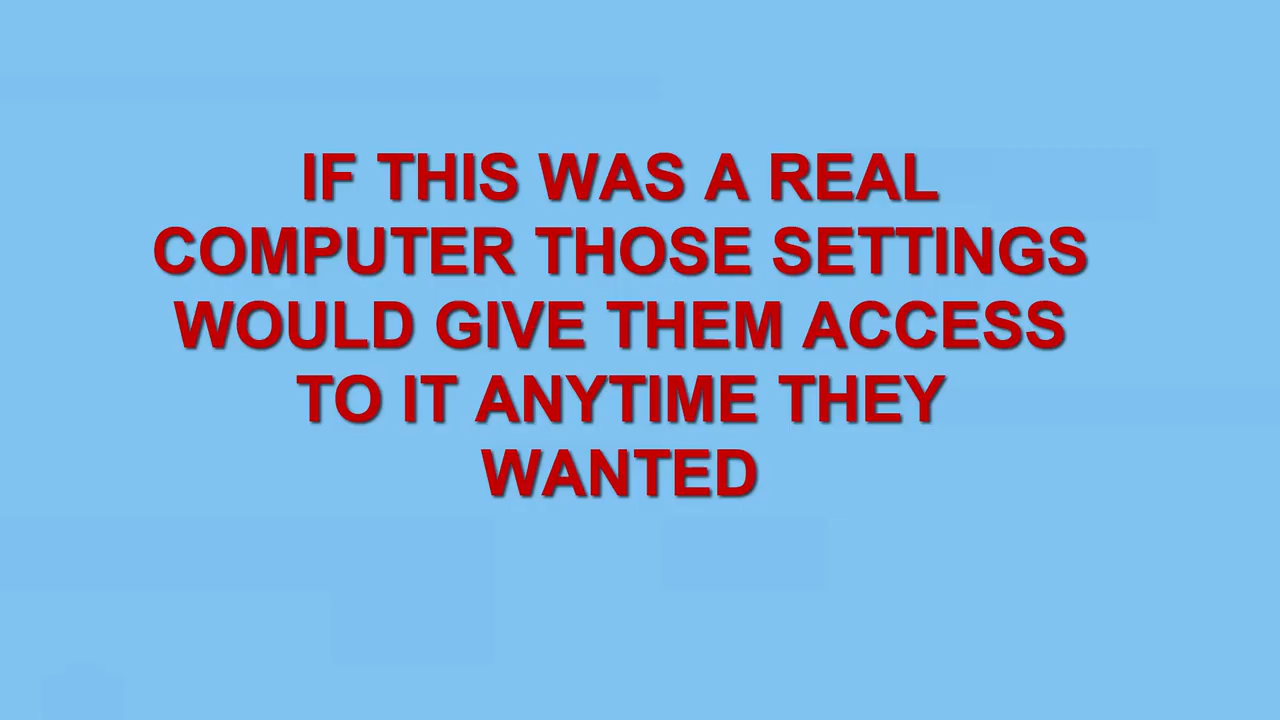 IF THIS WAS A REAL
COMPUTER THOSE SETTINGS
WOULD GIVE THEM ACCESS
TO IT ANYTIME THEY
WANTED